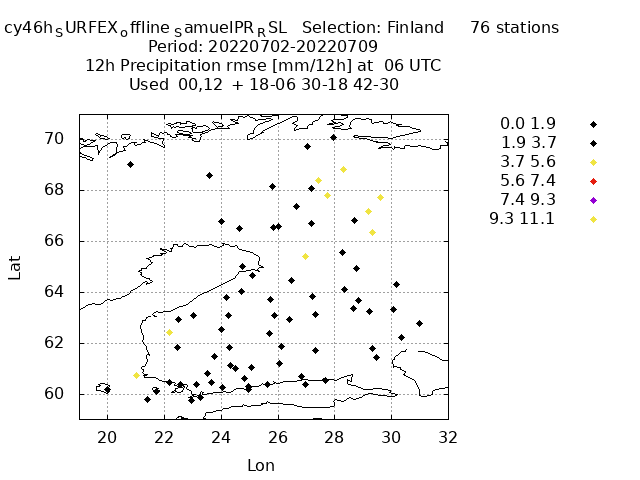 cy46hSURFEXoffline SamuelPRRSL Selection: Finland 76 stations
Period: 20220702-20220709
12h Precipitation rmse [mm/12h] at 06 UTC
Used 00,12 + 18-06 30-18 42-30
0.0 1.9
1.9 3.7
3.7 5.6
5.6 7.4
7.4 9.3
9.3 11.1
70
68
66
64
62
60
Lat
20 22 24 26 28 30 32
Lon